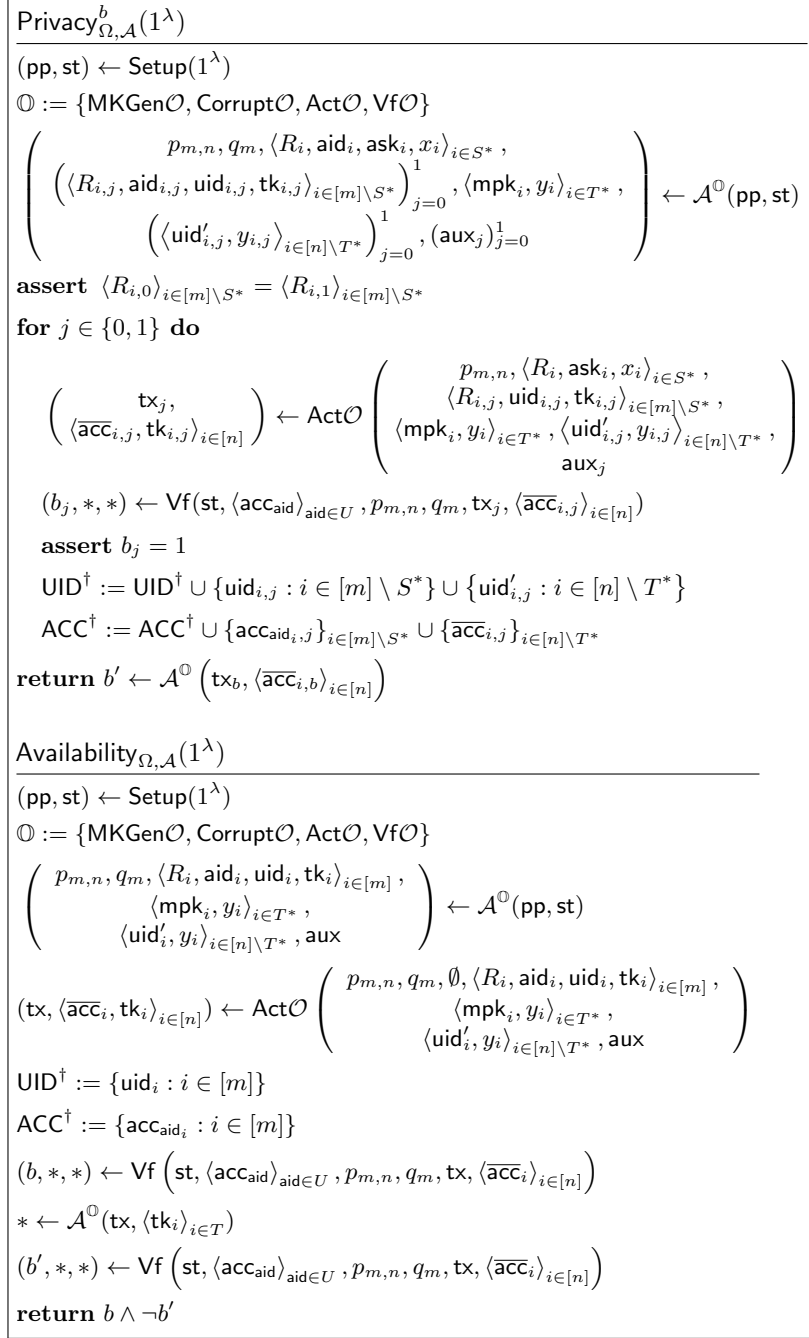 Privacy^b_{Ω,𝒜}(1^λ)
(pp, st) ← Setup(1^λ)
𝕆 := {MKGen𝒪, Corrupt𝒪, Act𝒪, Vf𝒪}
( p_{m,n}, q_m, ⟨R_i, aid_i, ask_i, x_i⟩_{i∈S*} ,
(⟨R_{i,j}, aid_{i,j}, uid_{i,j}, tk_{i,j}⟩_{i∈[m]\S*})^1_{j=0} , ⟨mpk_i, y_i⟩_{i∈T*} ,
(⟨uid′_{i,j}, y_{i,j}⟩_{i∈[n]\T*})^1_{j=0} , (aux_j)^1_{j=0} ) ← 𝒜^𝕆(pp, st)
assert ⟨R_{i,0}⟩_{i∈[m]\S*} = ⟨R_{i,1}⟩_{i∈[m]\S*}
for j ∈ {0, 1} do
( tx_j, ⟨\overline{acc}_{i,j}, tk_{i,j}⟩_{i∈[n]} ) ← Act𝒪 ( p_{m,n}, ⟨R_i, ask_i, x_i⟩_{i∈S*} ,
⟨R_{i,j}, uid_{i,j}, tk_{i,j}⟩_{i∈[m]\S*} ,
⟨mpk_i, y_i⟩_{i∈T*} , ⟨uid′_{i,j}, y_{i,j}⟩_{i∈[n]\T*} ,
aux_j )
(b_j, ∗, ∗) ← Vf(st, ⟨acc_{aid}⟩_{aid∈U} , p_{m,n}, q_m, tx_j, ⟨\overline{acc}_{i,j}⟩_{i∈[n]})
assert b_j = 1
UID^† := UID^† ∪ {uid_{i,j} : i ∈ [m] \ S*} ∪ {uid′_{i,j} : i ∈ [n] \ T*}
ACC^† := ACC^† ∪ {acc_{aid_i,j}}_{i∈[m]\S*} ∪ {\overline{acc}_{i,j}}_{i∈[n]\T*}
return b′ ← 𝒜^𝕆 (tx_b, ⟨\overline{acc}_{i,b}⟩_{i∈[n]})
Availability_{Ω,𝒜}(1^λ)
(pp, st) ← Setup(1^λ)
𝕆 := {MKGen𝒪, Corrupt𝒪, Act𝒪, Vf𝒪}
( p_{m,n}, q_m, ⟨R_i, aid_i, uid_i, tk_i⟩_{i∈[m]} ,
⟨mpk_i, y_i⟩_{i∈T*} ,
⟨uid′_i, y_i⟩_{i∈[n]\T*} , aux ) ← 𝒜^𝕆(pp, st)
(tx, ⟨\overline{acc}_i, tk_i⟩_{i∈[n]}) ← Act𝒪 ( p_{m,n}, q_m, ∅, ⟨R_i, aid_i, uid_i, tk_i⟩_{i∈[m]} ,
⟨mpk_i, y_i⟩_{i∈T*} ,
⟨uid′_i, y_i⟩_{i∈[n]\T*} , aux )
UID^† := {uid_i : i ∈ [m]}
ACC^† := {acc_{aid_i} : i ∈ [m]}
(b, ∗, ∗) ← Vf (st, ⟨acc_{aid}⟩_{aid∈U} , p_{m,n}, q_m, tx, ⟨\overline{acc}_i⟩_{i∈[n]})
∗ ← 𝒜^𝕆(tx, ⟨tk_i⟩_{i∈T})
(b′, ∗, ∗) ← Vf (st, ⟨acc_{aid}⟩_{aid∈U} , p_{m,n}, q_m, tx, ⟨\overline{acc}_i⟩_{i∈[n]})
return b ∧ ¬b′